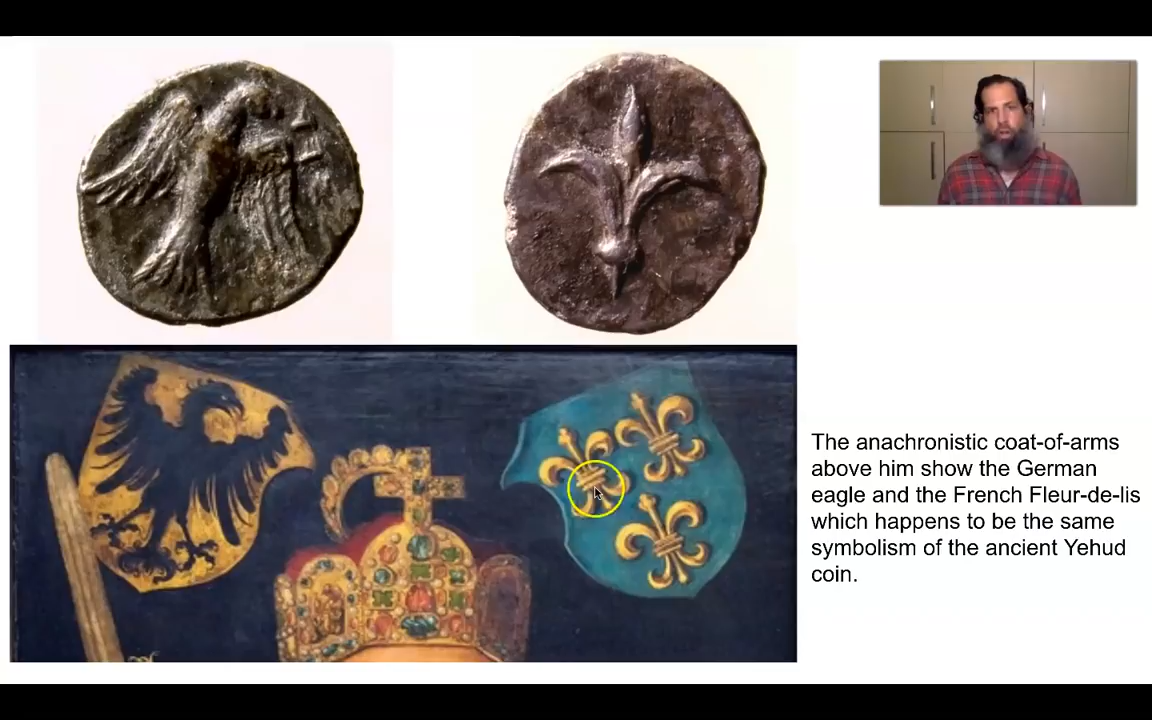 The anachronistic coat-of-arms
above him show the German
eagle and the French Fleur-de-lis
which happens to be the same
symbolism of the ancient Yehud
coin.